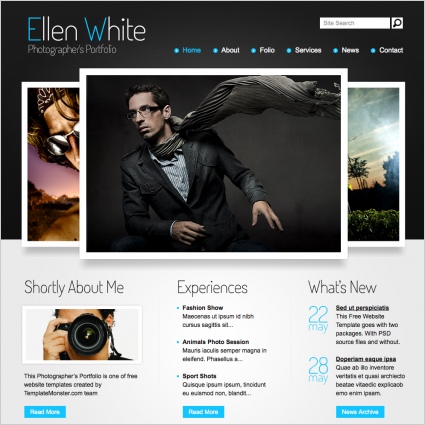 Ellen White
Photographer's Portfolio
Site Search
Home
About
Folio
Services
News
Contact
Shortly About Me
This Photographer's Portfolio is one of free
website templates created by
TemplateMonster.com team
Read More
Experiences
Fashion Show
Maecenas ut ipsum id nibh
cursus sagittis sit...
Animals Photo Session
Mauris iaculis semper magna in
eleifend. Phasellus aliquam...
Sport Shots
Quisque ipsum ipsum, tincidunt
eu euismod non, blandit...
Read More
What's New
22
may
Sed ut perspiciatis
This Free Website
Template goes with two
packages. With PSD
source files and without.
28
may
Doperiam eaque ipsa
Quae ab illo inventore
veritatis et quasi architecto
beatae vitaedic explicaob
emo enim ipsam.
News Archive